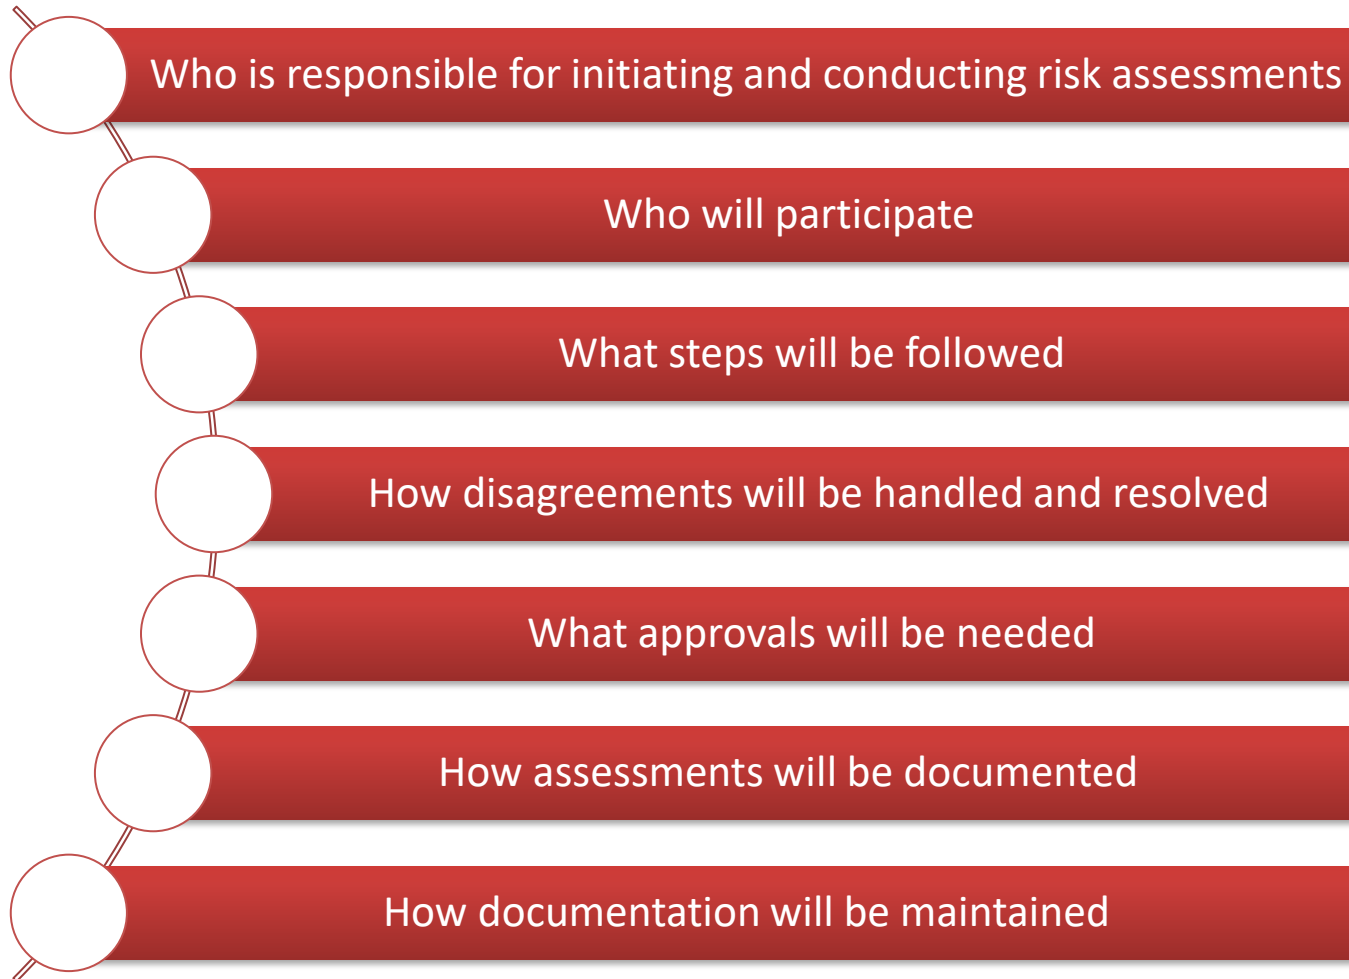 Who is responsible for initiating and conducting risk assessments
Who will participate
What steps will be followed
How disagreements will be handled and resolved
What approvals will be needed
How assessments will be documented
How documentation will be maintained